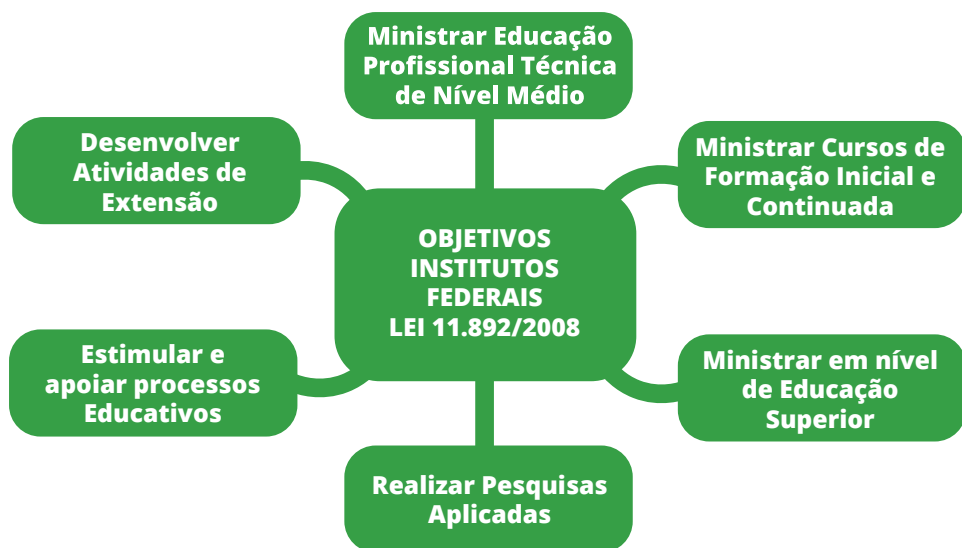 Ministrar Educação
Profissional Técnica
de Nível Médio
Desenvolver
Atividades de
Extensão
Ministrar Cursos de
Formação Inicial e
Continuada
OBJETIVOS
INSTITUTOS
FEDERAIS
LEI 11.892/2008
Estimular e
apoiar processos
Educativos
Ministrar em nível
de Educação
Superior
Realizar Pesquisas
Aplicadas